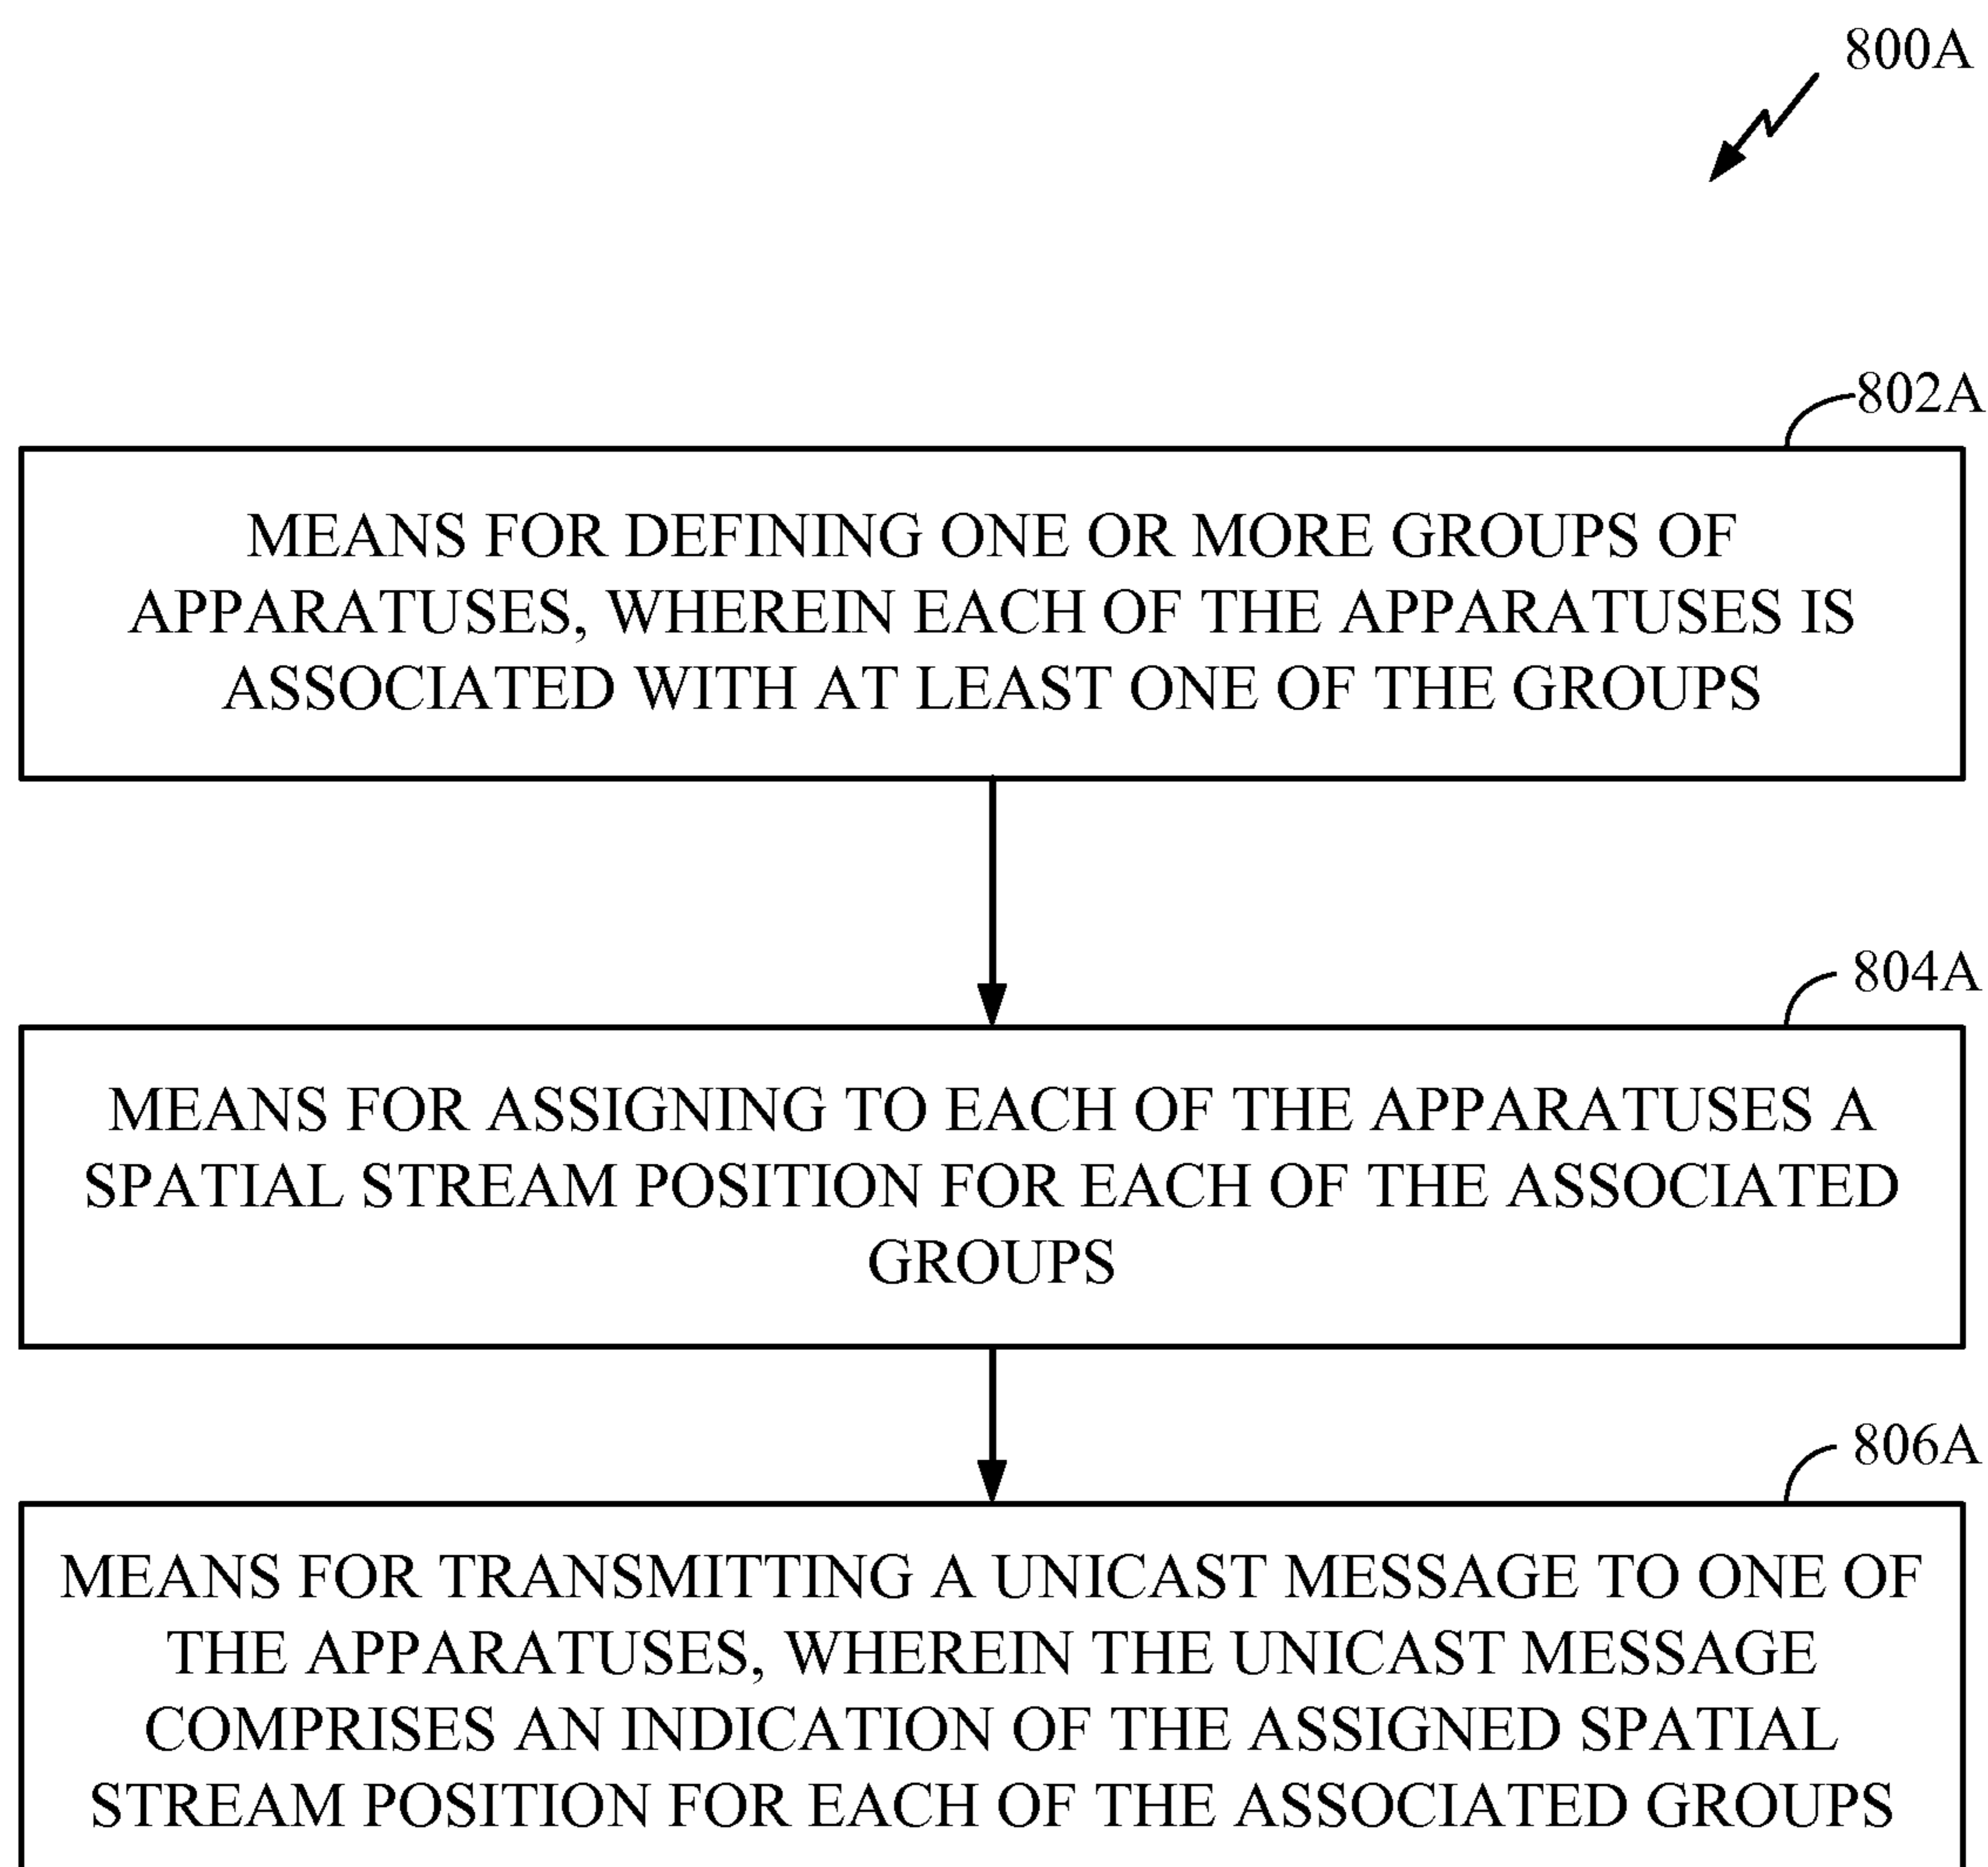 800A
802A
MEANS FOR DEFINING ONE OR MORE GROUPS OF
APPARATUSES, WHEREIN EACH OF THE APPARATUSES IS
ASSOCIATED WITH AT LEAST ONE OF THE GROUPS
804A
MEANS FOR ASSIGNING TO EACH OF THE APPARATUSES A
SPATIAL STREAM POSITION FOR EACH OF THE ASSOCIATED
GROUPS
806A
MEANS FOR TRANSMITTING A UNICAST MESSAGE TO ONE OF
THE APPARATUSES, WHEREIN THE UNICAST MESSAGE
COMPRISES AN INDICATION OF THE ASSIGNED SPATIAL
STREAM POSITION FOR EACH OF THE ASSOCIATED GROUPS